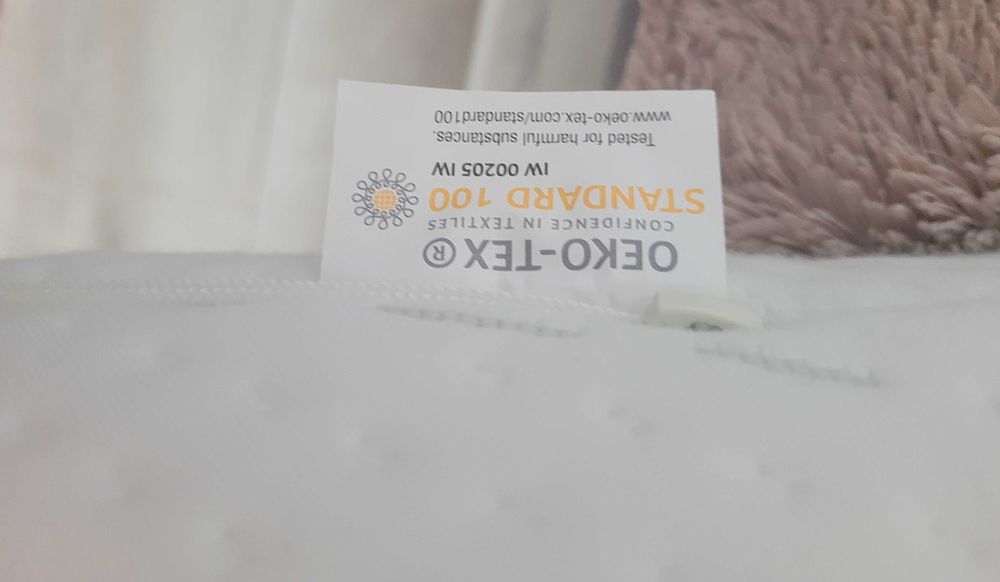 OEKO-TEX®
CONFIDENCE IN TEXTILES
STANDARD 100
IW 00205 IW
Tested for harmful substances.
www.oeko-tex.com/standard100